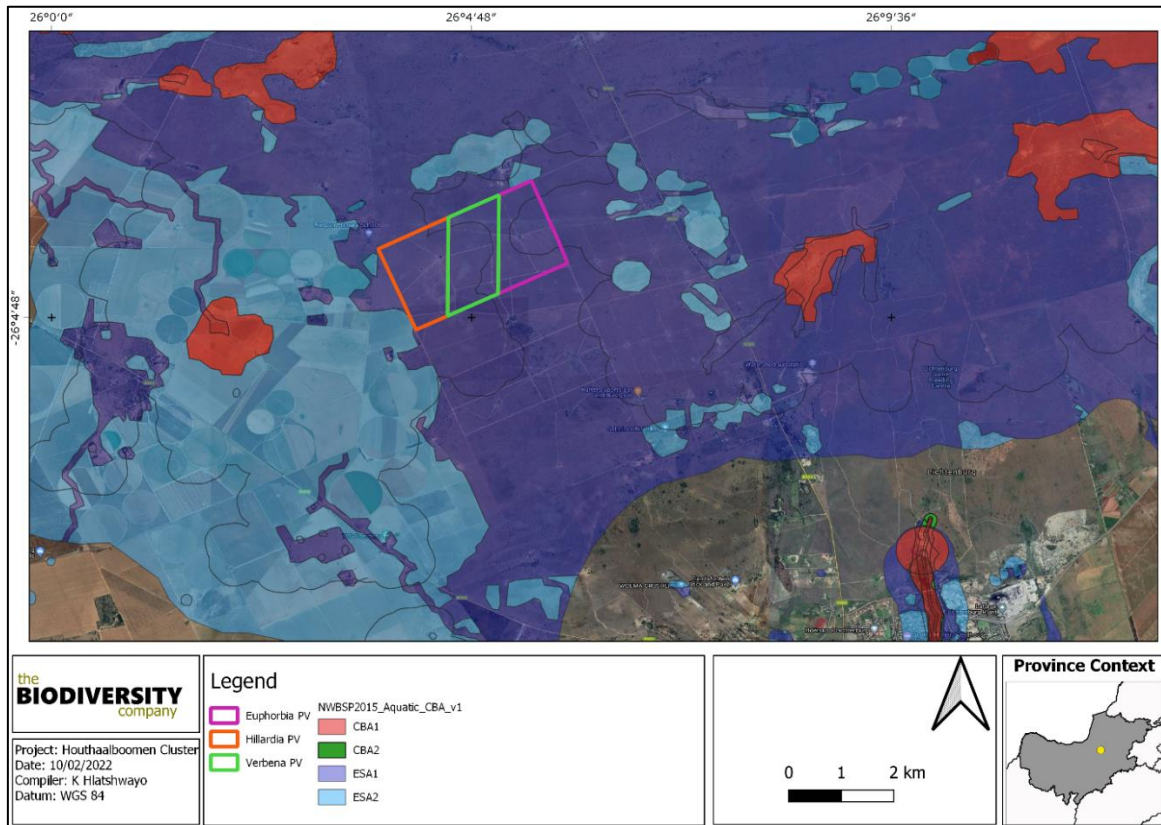 26°0′0″ 26°4′48″ 26°9′36″
-26°4′48″
Lichtenburg
the
BIODIVERSITY
company
Project: Houthaalboomen Cluster
Date: 10/02/2022
Compiler: K Hlatshwayo
Datum: WGS 84
Legend
Euphorbia PV
Hillardia PV
Verbena PV
NWBSP2015_Aquatic_CBA_v1
CBA1
CBA2
ESA1
ESA2
0 1 2 km
Province Context